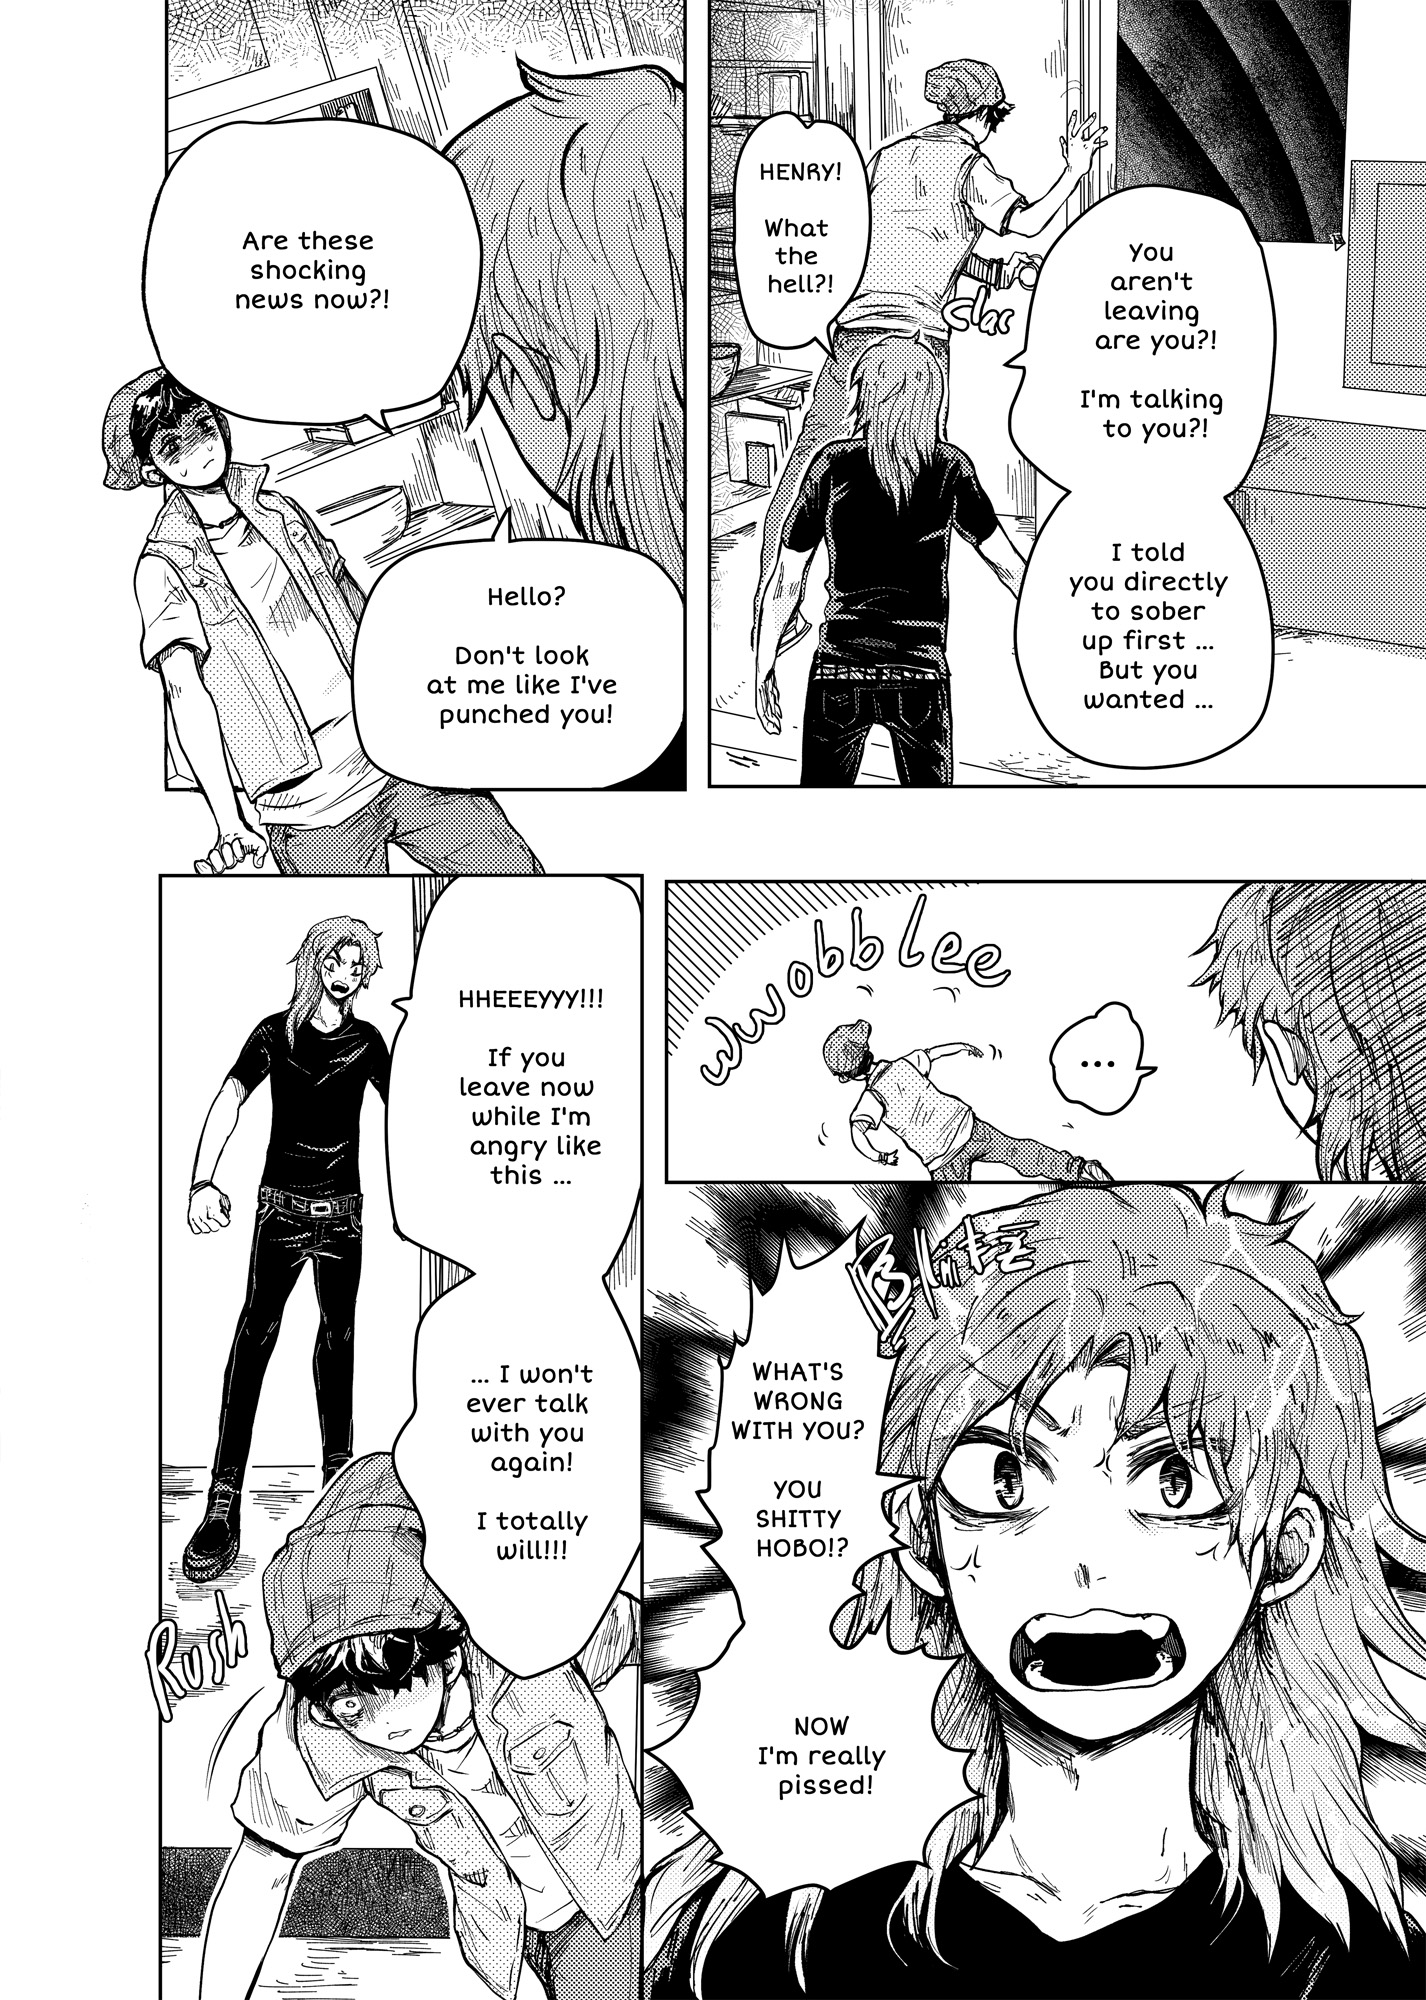 Are these
shocking
news now?!
Hello?
Don't look
at me like I've
punched you!
HENRY!
What
the
hell?!
clac
You
aren't
leaving
are you?!
I'm talking
to you?!
I told
you directly
to sober
up first ...
But you
wanted ...
HHEEEYYY!!!
If you
leave now
while I'm
angry like
this ...
... I won't
ever talk
with you
again!
I totally
will!!!
Rush
wwobblee
...
Blitz
WHAT'S
WRONG
WITH YOU?
YOU
SHITTY
HOBO!?
NOW
I'm really
pissed!